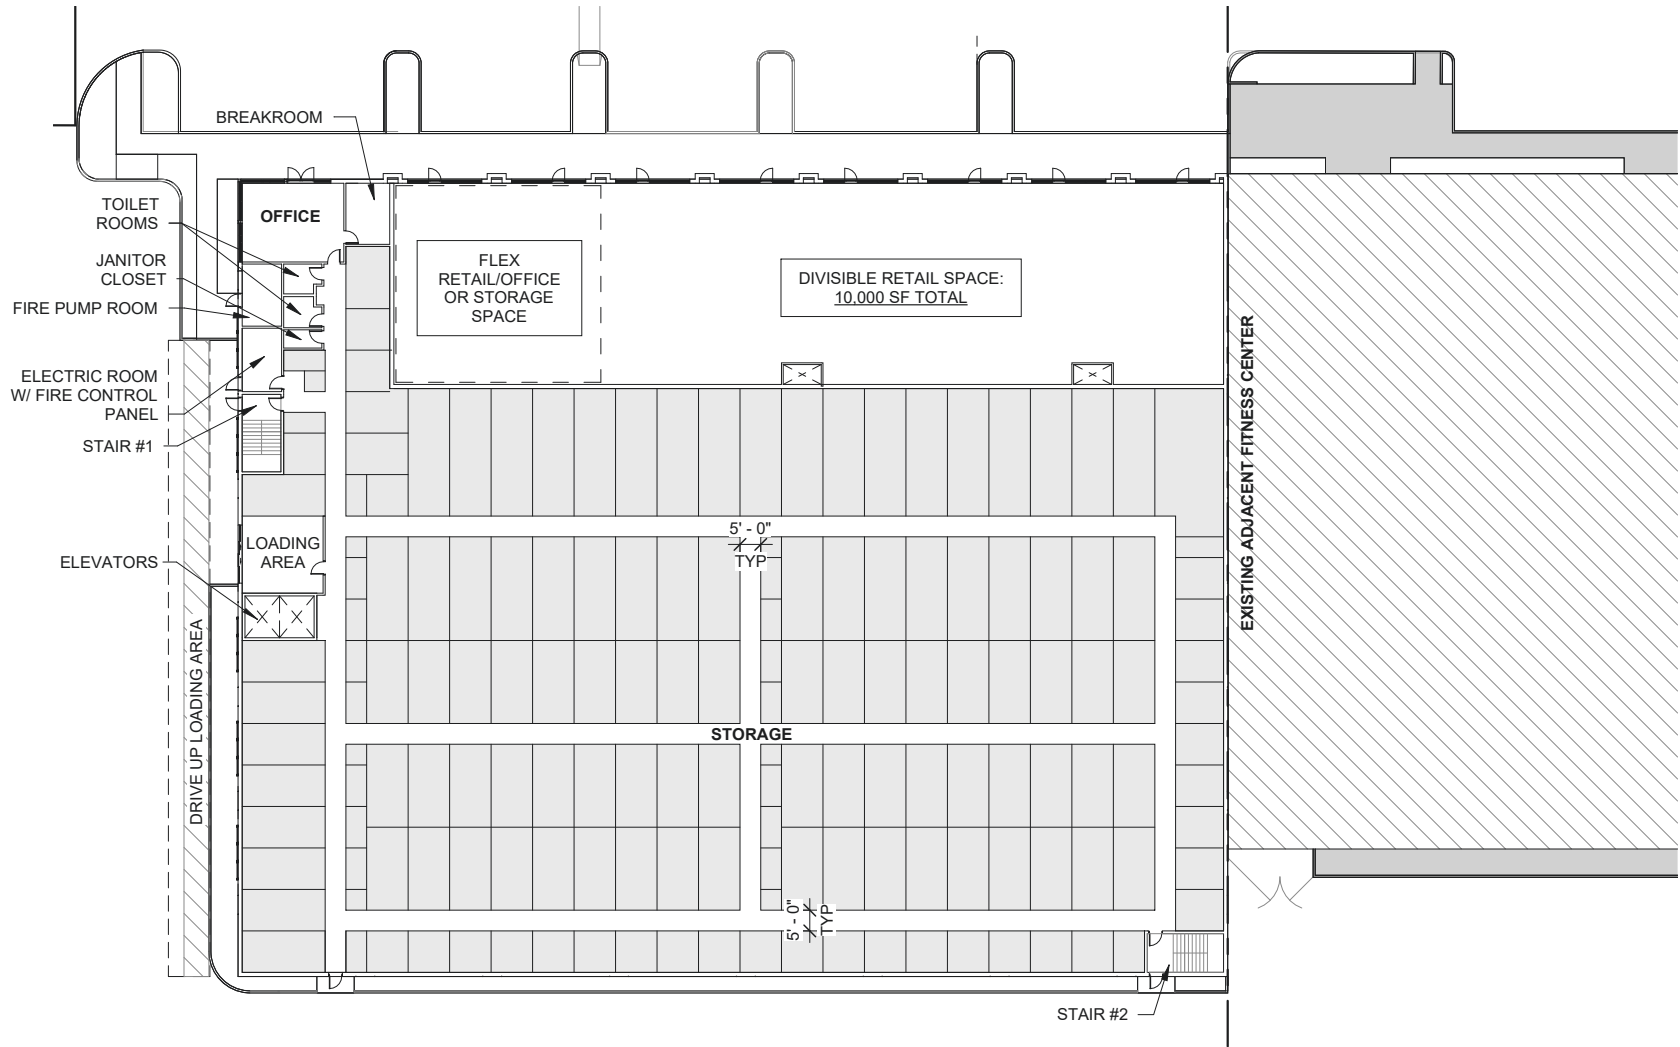 BREAKROOM
TOILET
ROOMS
OFFICE
JANITOR
CLOSET
FLEX
RETAIL/OFFICE
OR STORAGE
SPACE
DIVISIBLE RETAIL SPACE:
10,000 SF TOTAL
FIRE PUMP ROOM
ELECTRIC ROOM
W/ FIRE CONTROL
PANEL
STAIR #1
EXISTING ADJACENT FITNESS CENTER
5' - 0"
TYP
LOADING
AREA
ELEVATORS
DRIVE UP LOADING AREA
STORAGE
5' - 0"
TYP
STAIR #2